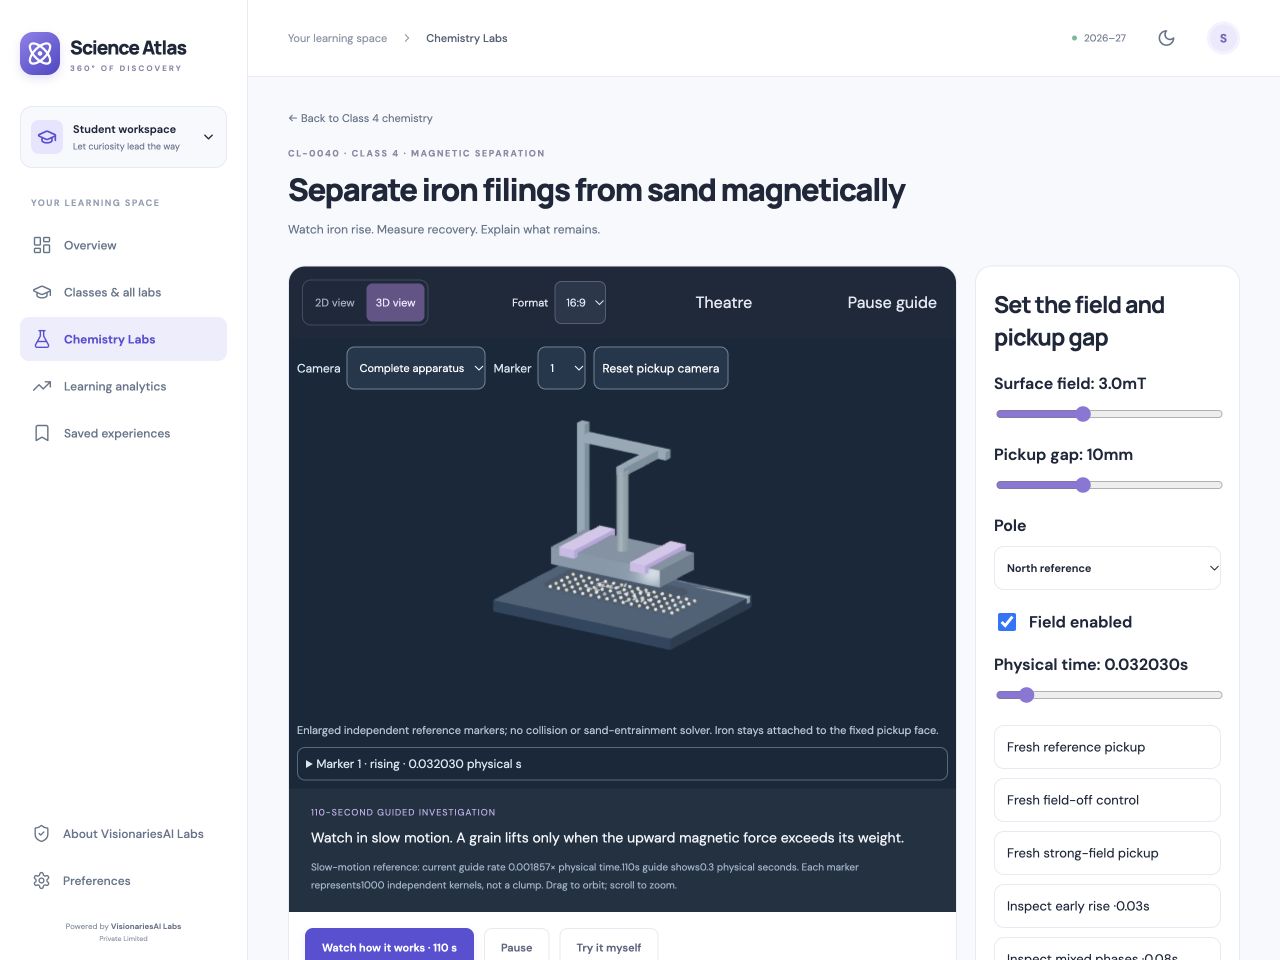 Science Atlas
360° OF DISCOVERY
Student workspace
Let curiosity lead the way
YOUR LEARNING SPACE
Overview
Classes & all labs
Chemistry Labs
Learning analytics
Saved experiences
About VisionariesAI Labs
Preferences
Powered by VisionariesAI Labs
Private Limited
Your learning space
Chemistry Labs
2026–27
S
← Back to Class 4 chemistry
CL-0040 · CLASS 4 · MAGNETIC SEPARATION
Separate iron filings from sand magnetically
Watch iron rise. Measure recovery. Explain what remains.
2D view
3D view
Format
16:9
Theatre
Pause guide
Camera
Complete apparatus
Marker
1
Reset pickup camera
Enlarged independent reference markers; no collision or sand-entrainment solver. Iron stays attached to the fixed pickup face.
Marker 1 · rising · 0.032030 physical s
110-SECOND GUIDED INVESTIGATION
Watch in slow motion. A grain lifts only when the upward magnetic force exceeds its weight.
Slow-motion reference: current guide rate 0.001857× physical time.110s guide shows0.3 physical seconds. Each marker
represents1000 independent kernels, not a clump. Drag to orbit; scroll to zoom.
Watch how it works · 110 s
Pause
Try it myself
Set the field and
pickup gap
Surface field: 3.0mT
Pickup gap: 10mm
Pole
North reference
Field enabled
Physical time: 0.032030s
Fresh reference pickup
Fresh field-off control
Fresh strong-field pickup
Inspect early rise ·0.03s
Inspect mixed phases ·0.08s